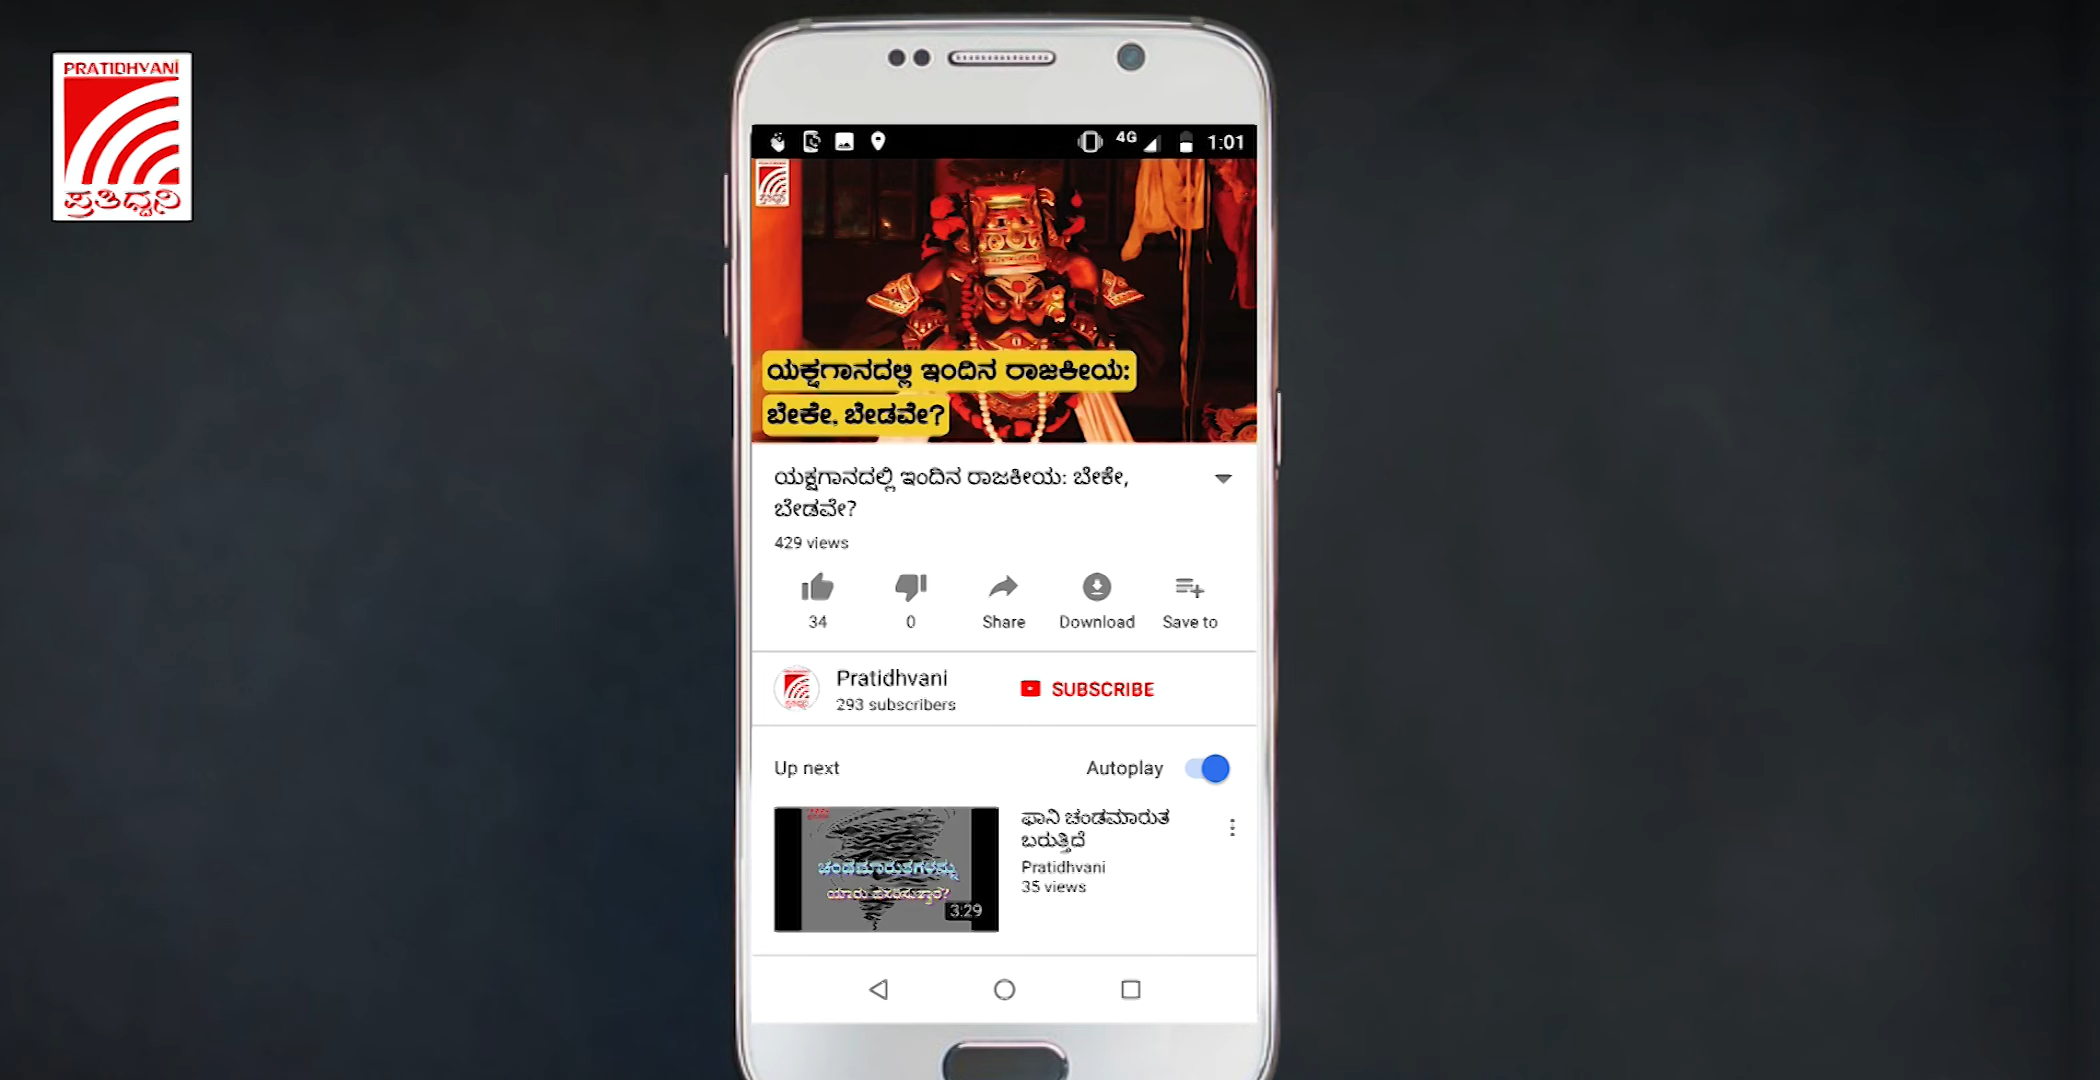 PRATIDHVANI
ಪ್ರತಿಧ್ವನಿ
4G 1:01
ಯಕ್ಷಗಾನದಲ್ಲಿ ಇಂದಿನ ರಾಜಕೀಯ:
ಬೇಕೇ, ಬೇಡವೇ?
ಯಕ್ಷಗಾನದಲ್ಲಿ ಇಂದಿನ ರಾಜಕೀಯ: ಬೇಕೇ,
ಬೇಡವೇ?
429 views
34 0 Share Download Save to
Pratidhvani
293 subscribers
SUBSCRIBE
Up next Autoplay
ಚಂಡಮಾರುತಗಳನ್ನು
ಯಾರು
3:29
ಫಾನಿ ಚಂಡಮಾರುತ
ಬರುತ್ತಿದೆ
Pratidhvani
35 views